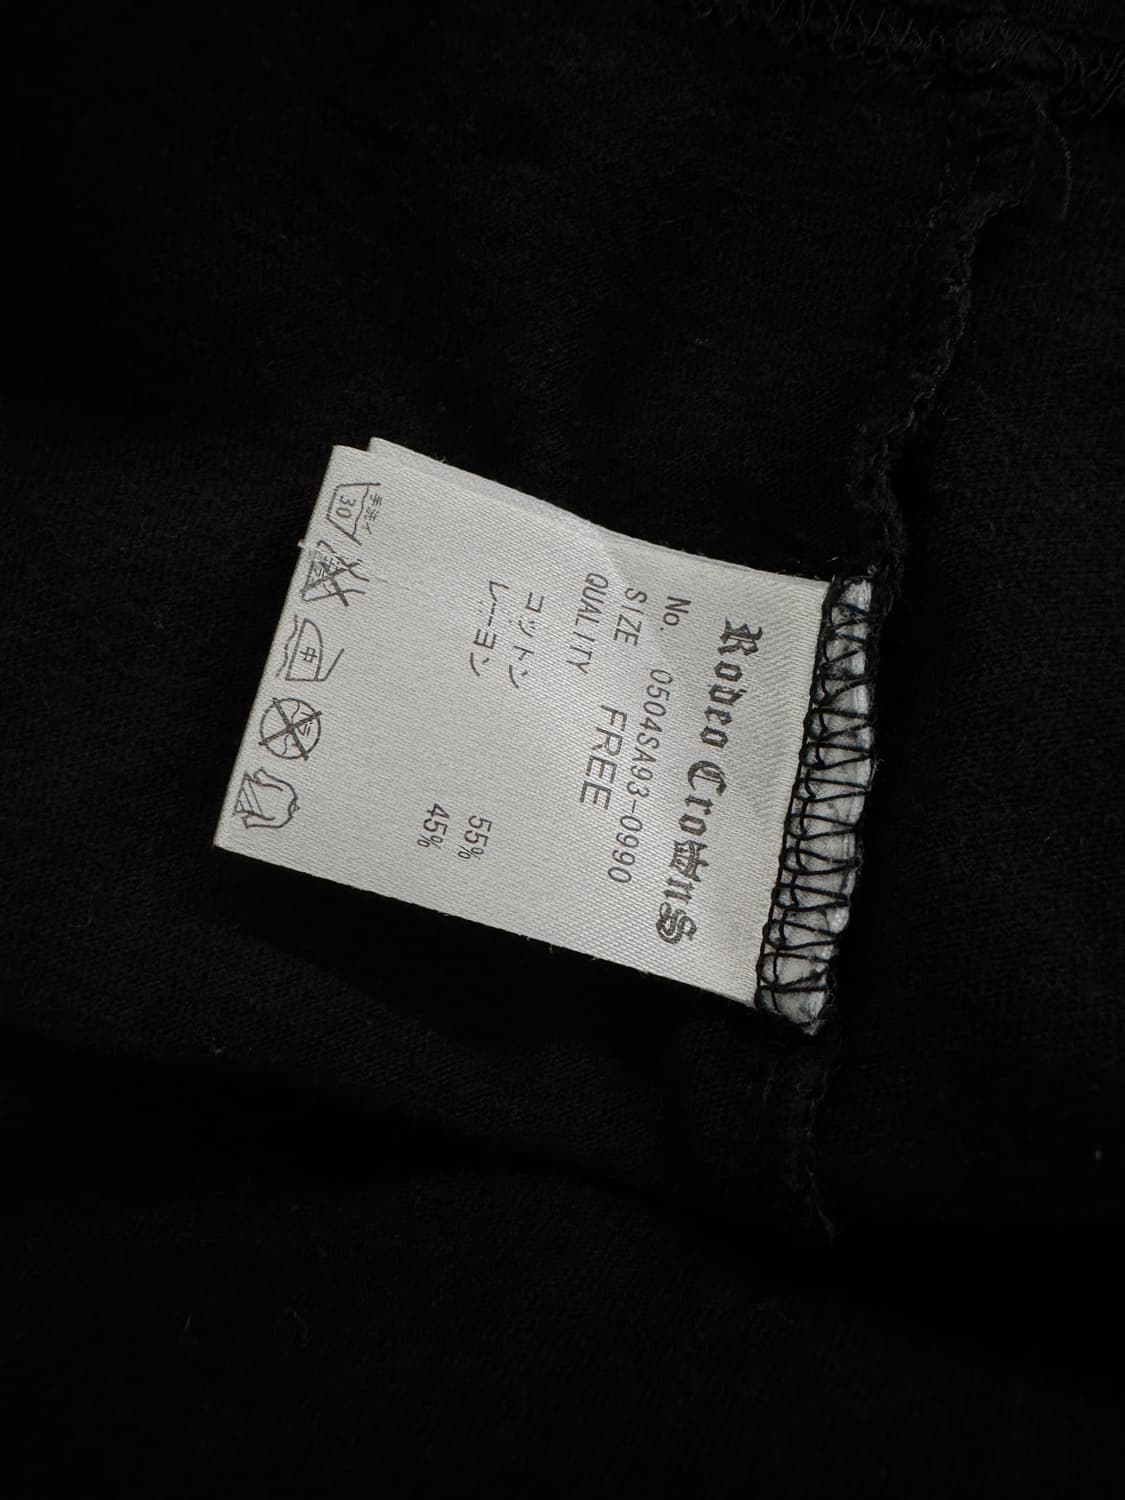 Rodeo CroWnS
No. 0504SA93-0990
SIZE FREE
QUALITY
コットン 55%
レーヨン 45%
手洗イ
30
中